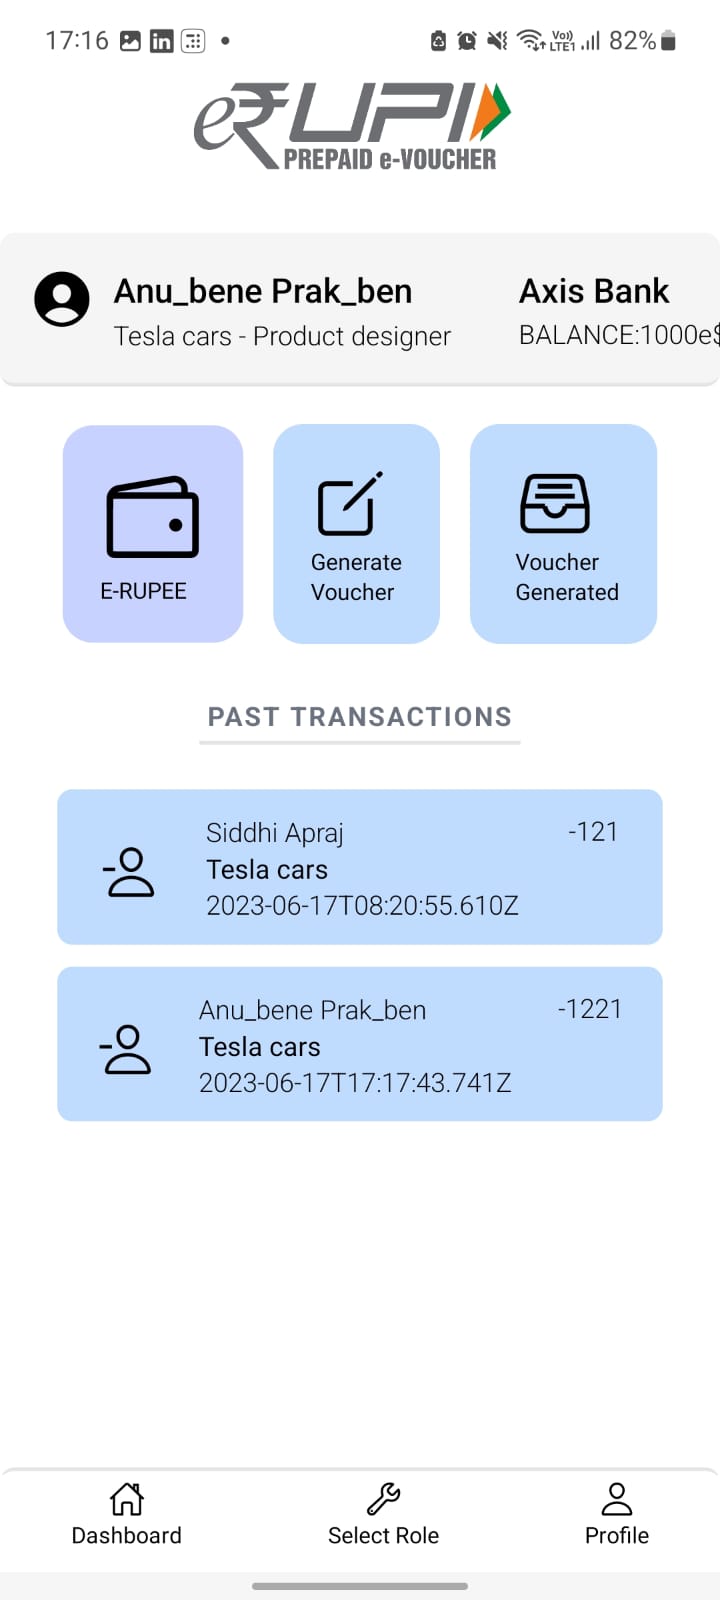 17:16 in Vo)) LTE1 82%
e₹UPI
PREPAID e-VOUCHER
Anu_bene Prak_ben
Tesla cars - Product designer
Axis Bank
BALANCE:1000e$
E-RUPEE
Generate
Voucher
Voucher
Generated
PAST TRANSACTIONS
Siddhi Apraj -121
Tesla cars
2023-06-17T08:20:55.610Z
Anu_bene Prak_ben -1221
Tesla cars
2023-06-17T17:17:43.741Z
Dashboard Select Role Profile